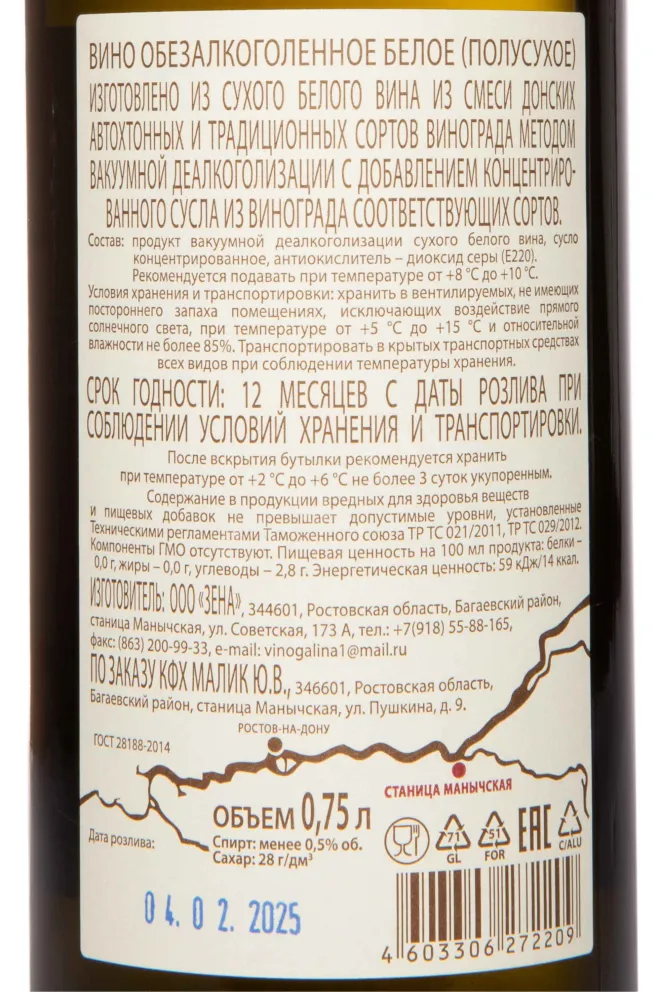 ВИНО ОБЕЗАЛКОГОЛЕННОЕ БЕЛОЕ (ПОЛУСУХОЕ)
ИЗГОТОВЛЕНО ИЗ СУХОГО БЕЛОГО ВИНА ИЗ СМЕСИ ДОНСКИХ
АВТОХТОННЫХ И ТРАДИЦИОННЫХ СОРТОВ ВИНОГРАДА МЕТОДОМ
ВАКУУМНОЙ ДЕАЛКОГОЛИЗАЦИИ С ДОБАВЛЕНИЕМ КОНЦЕНТРИРО-
ВАННОГО СУСЛА ИЗ ВИНОГРАДА СООТВЕТСТВУЮЩИХ СОРТОВ.
Состав: продукт вакуумной деалкоголизации сухого белого вина, сусло
концентрированное, антиокислитель – диоксид серы (Е220).
Рекомендуется подавать при температуре от +8 °С до +10 °С.
Условия хранения и транспортировки: хранить в вентилируемых, не имеющих
постороннего запаха помещениях, исключающих воздействие прямого
солнечного света, при температуре от +5 °С до +15 °С и относительной
влажности не более 85%. Транспортировать в крытых транспортных средствах
всех видов при соблюдении температуры хранения.
СРОК ГОДНОСТИ: 12 МЕСЯЦЕВ С ДАТЫ РОЗЛИВА ПРИ
СОБЛЮДЕНИИ УСЛОВИЙ ХРАНЕНИЯ И ТРАНСПОРТИРОВКИ.
После вскрытия бутылки рекомендуется хранить
при температуре от +2 °С до +6 °С не более 3 суток укупоренным.
Содержание в продукции вредных для здоровья веществ
и пищевых добавок не превышает допустимые уровни, установленные
Техническими регламентами Таможенного союза ТР ТС 021/2011, ТР ТС 029/2012.
Компоненты ГМО отсутствуют. Пищевая ценность на 100 мл продукта: белки –
0,0 г, жиры – 0,0 г, углеводы – 2,8 г. Энергетическая ценность: 59 кДж/14 ккал.
ИЗГОТОВИТЕЛЬ: ООО «ЗЕНА», 344601, Ростовская область, Багаевский район,
станица Манычская, ул. Советская, 173 А, тел.: +7(918) 55-88-165,
факс: (863) 200-99-33, e-mail: vinogalina1@mail.ru
ПО ЗАКАЗУ КФХ МАЛИК Ю.В., 346601, Ростовская область,
Багаевский район, станица Манычская, ул. Пушкина, д. 9.
РОСТОВ-НА-ДОНУ
ГОСТ 28188-2014
СТАНИЦА МАНЫЧСКАЯ
ОБЪЕМ 0,75 л
Дата розлива:
Спирт: менее 0,5% об.
Сахар: 28 г/дм³
71
GL
51
FOR
ЕАС
C/ALU
04.02.2025
4 603306 272209